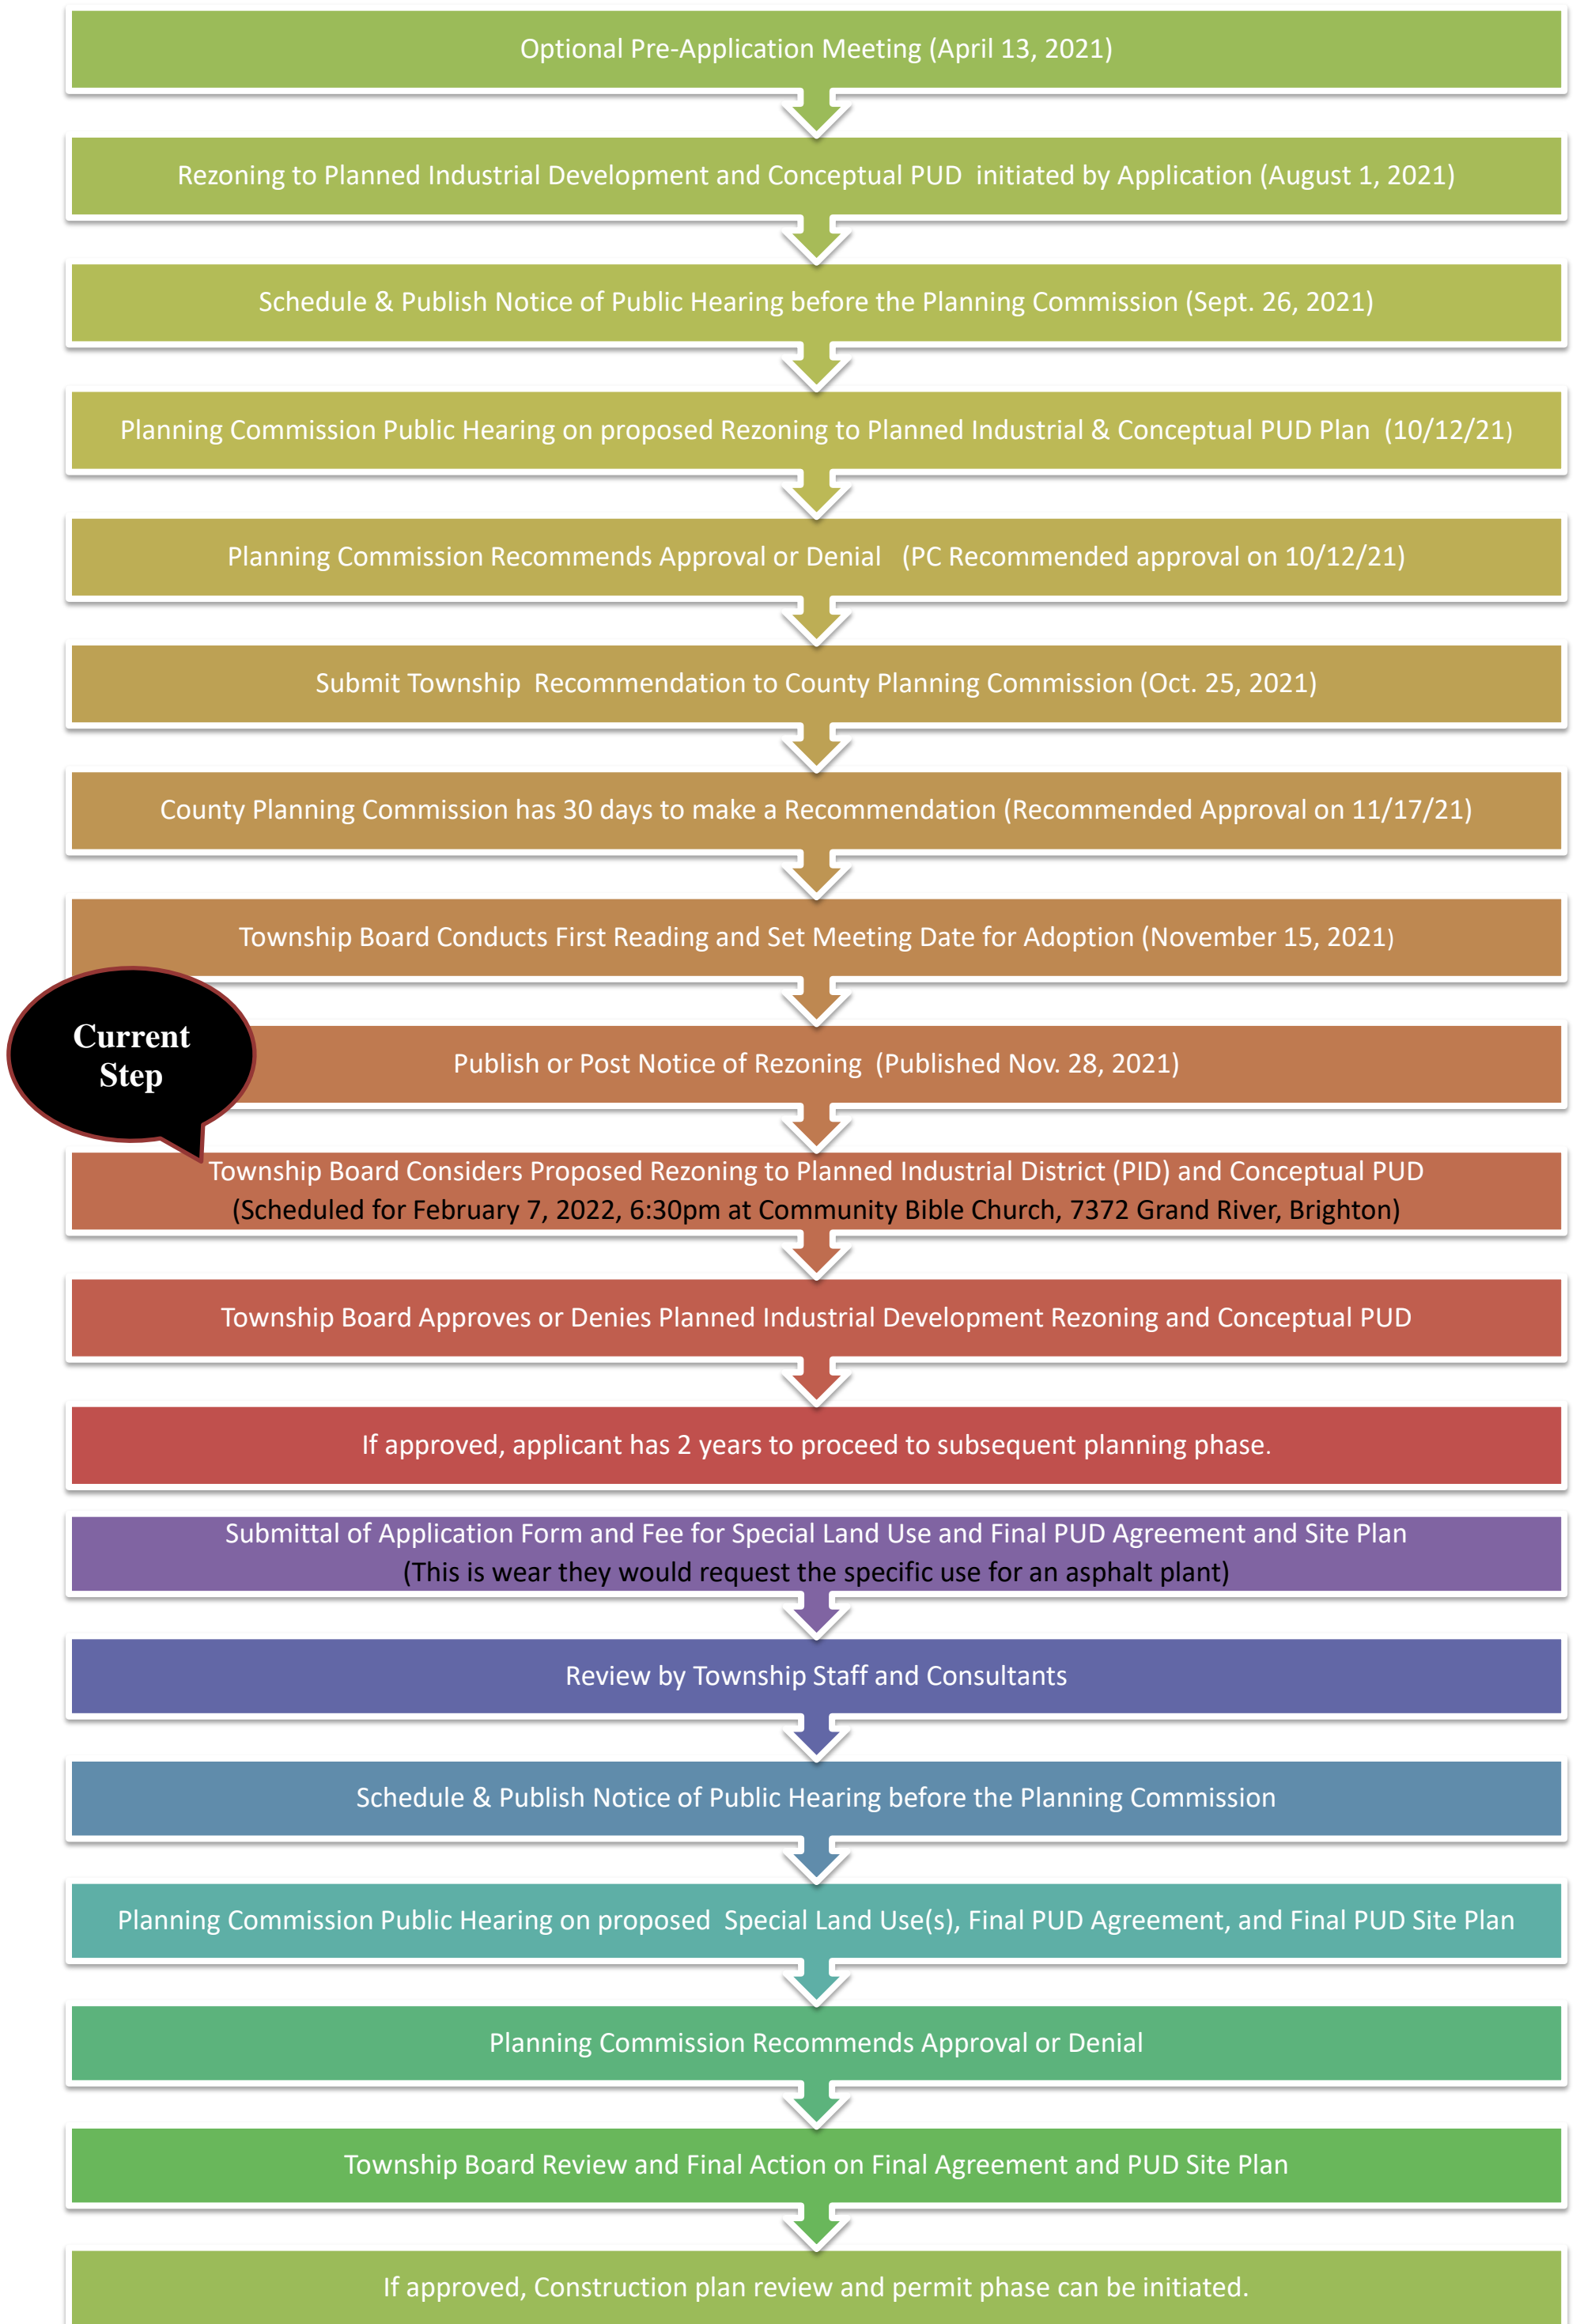 Optional Pre-Application Meeting (April 13, 2021)
Rezoning to Planned Industrial Development and Conceptual PUD initiated by Application (August 1, 2021)
Schedule & Publish Notice of Public Hearing before the Planning Commission (Sept. 26, 2021)
Planning Commission Public Hearing on proposed Rezoning to Planned Industrial & Conceptual PUD Plan (10/12/21)
Planning Commission Recommends Approval or Denial (PC Recommended approval on 10/12/21)
Submit Township Recommendation to County Planning Commission (Oct. 25, 2021)
County Planning Commission has 30 days to make a Recommendation (Recommended Approval on 11/17/21)
Township Board Conducts First Reading and Set Meeting Date for Adoption (November 15, 2021)
Current
Step
Publish or Post Notice of Rezoning (Published Nov. 28, 2021)
Township Board Considers Proposed Rezoning to Planned Industrial District (PID) and Conceptual PUD
(Scheduled for February 7, 2022, 6:30pm at Community Bible Church, 7372 Grand River, Brighton)
Township Board Approves or Denies Planned Industrial Development Rezoning and Conceptual PUD
If approved, applicant has 2 years to proceed to subsequent planning phase.
Submittal of Application Form and Fee for Special Land Use and Final PUD Agreement and Site Plan
(This is wear they would request the specific use for an asphalt plant)
Review by Township Staff and Consultants
Schedule & Publish Notice of Public Hearing before the Planning Commission
Planning Commission Public Hearing on proposed Special Land Use(s), Final PUD Agreement, and Final PUD Site Plan
Planning Commission Recommends Approval or Denial
Township Board Review and Final Action on Final Agreement and PUD Site Plan
If approved, Construction plan review and permit phase can be initiated.